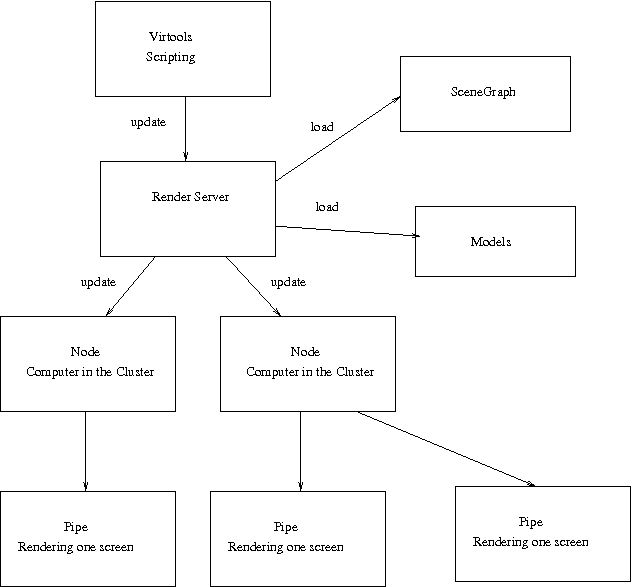 Virtools
Scripting
SceneGraph
update
load
Render Server
load
Models
update
update
Node
Computer in the Cluster
Node
Computer in the Cluster
Pipe
Rendering one screen
Pipe
Rendering one screen
Pipe
Rendering one screen